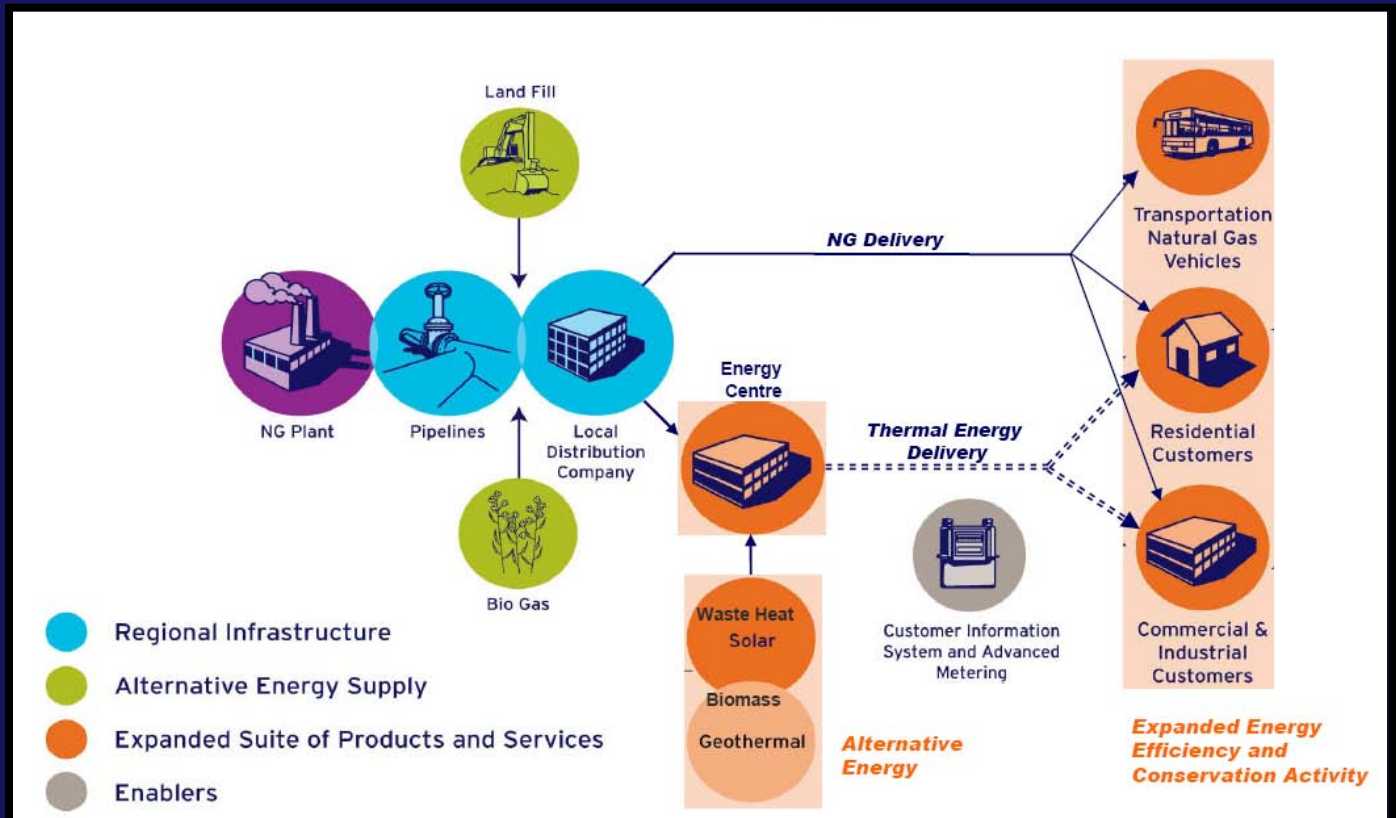 Land Fill
NG Plant
Pipelines
Local
Distribution
Company
Bio Gas
NG Delivery
Energy
Centre
Thermal Energy
Delivery
Transportation
Natural Gas
Vehicles
Residential
Customers
Commercial &
Industrial
Customers
Waste Heat
Solar
Biomass
Geothermal
Customer Information
System and Advanced
Metering
Alternative
Energy
Expanded Energy
Efficiency and
Conservation Activity
Regional Infrastructure
Alternative Energy Supply
Expanded Suite of Products and Services
Enablers